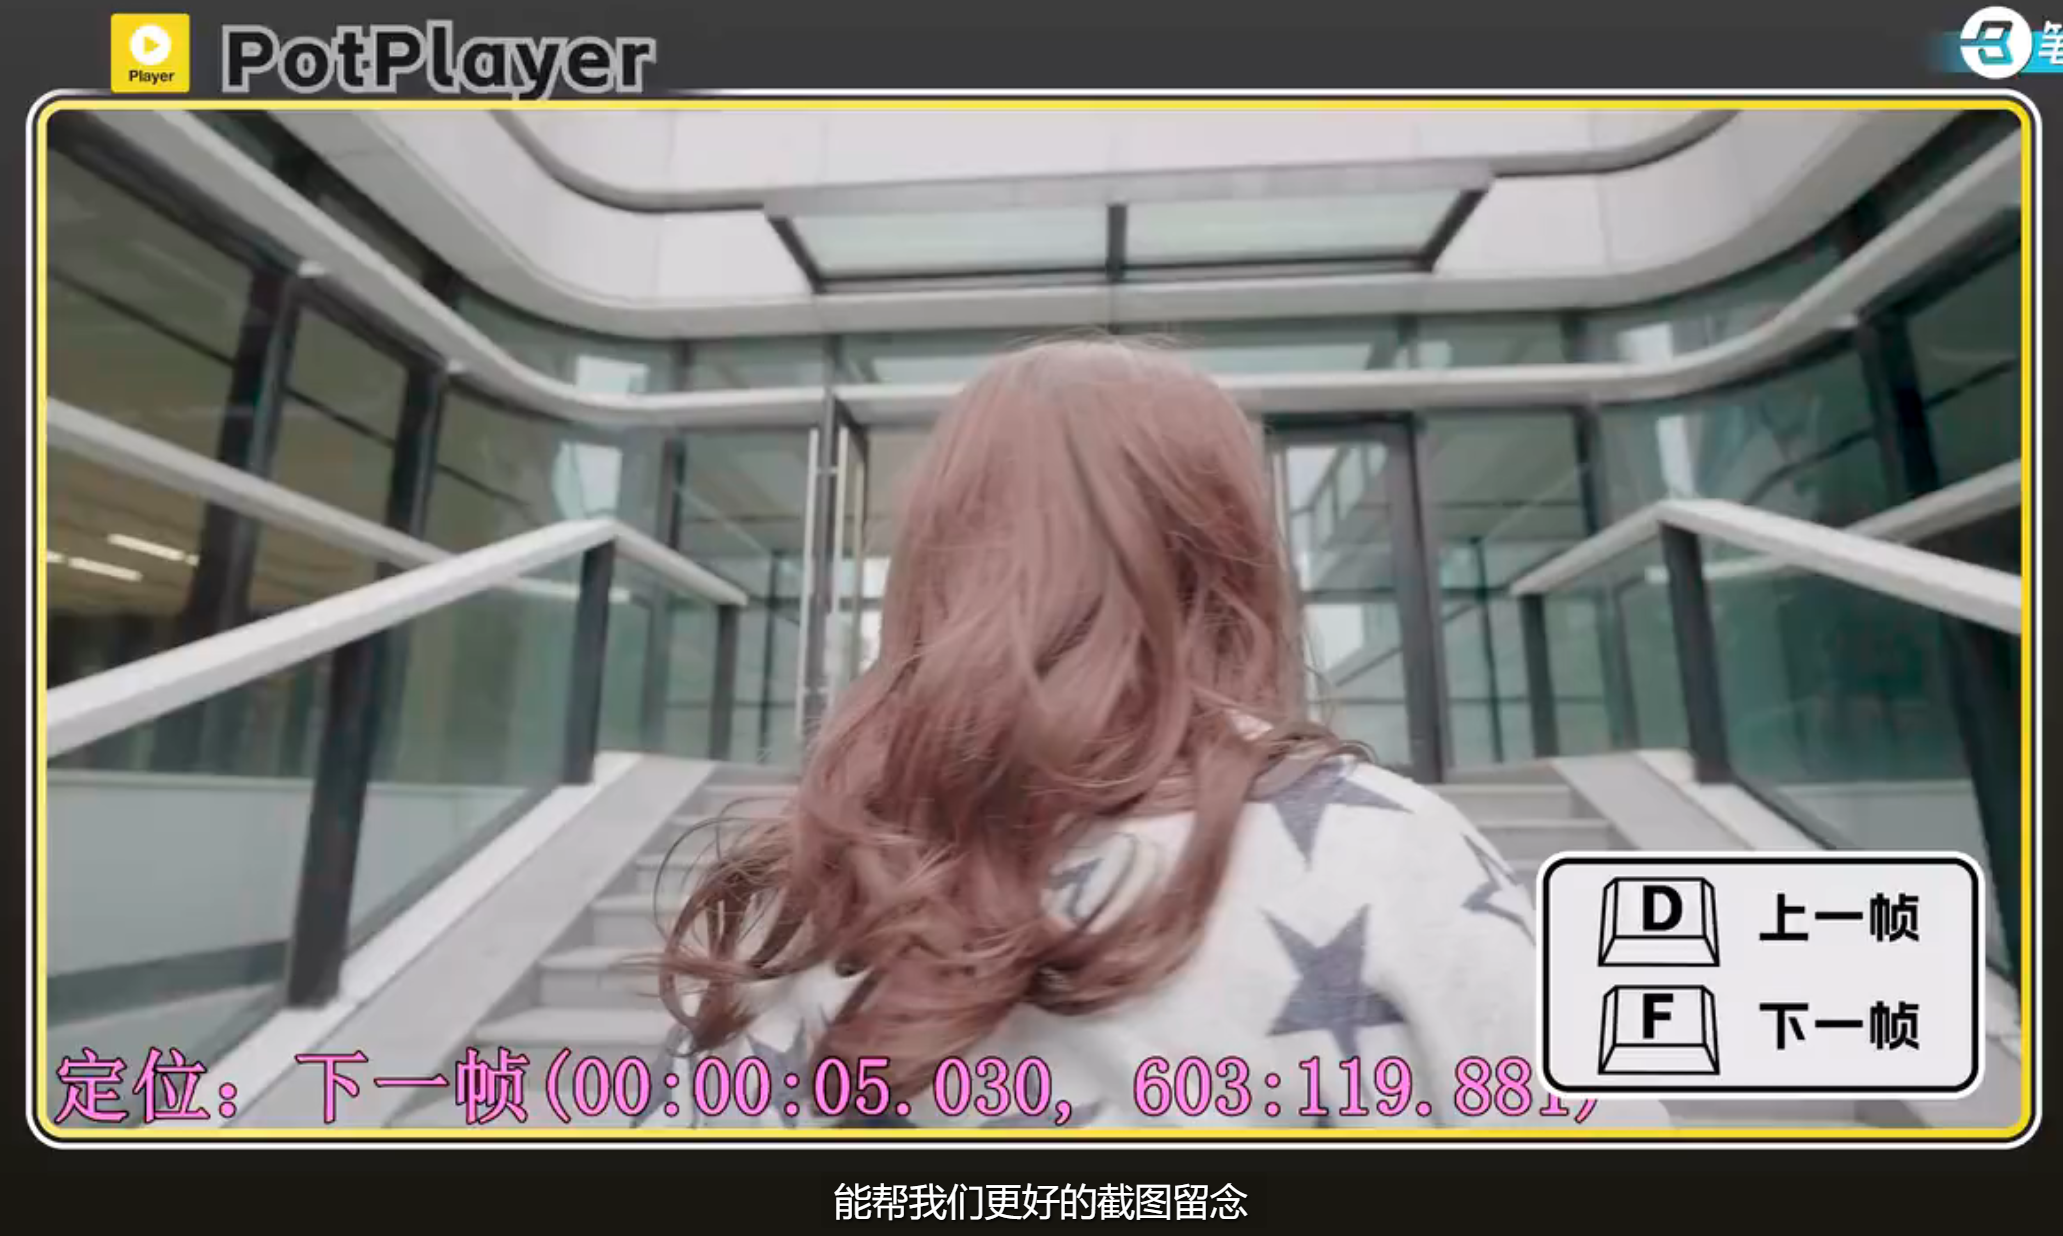 Player
PotPlayer
笔
D 上一帧
F 下一帧
定位：下一帧(00:00:05.030, 603:119.881)
能帮我们更好的截图留念